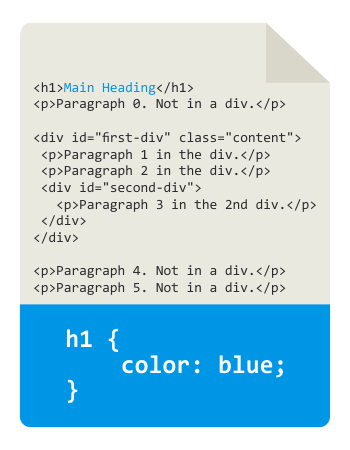 <h1>Main Heading</h1>
<p>Paragraph 0. Not in a div.</p>
<div id="first-div" class="content">
<p>Paragraph 1 in the div.</p>
<p>Paragraph 2 in the div.</p>
<div id="second-div">
<p>Paragraph 3 in the 2nd div.</p>
</div>
</div>
<p>Paragraph 4. Not in a div.</p>
<p>Paragraph 5. Not in a div.</p>
h1 {
color: blue;
}